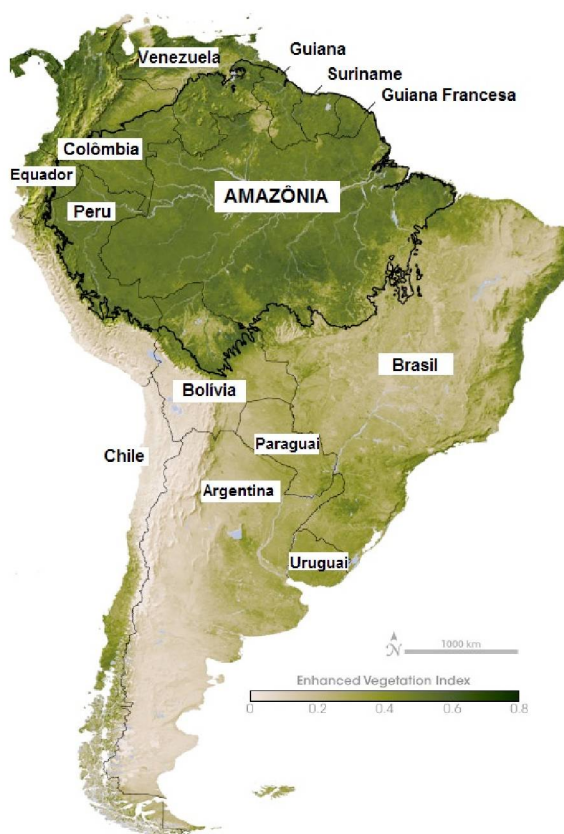 Venezuela
Guiana
Suriname
Guiana Francesa
Colômbia
Equador
Peru
AMAZÔNIA
Brasil
Bolívia
Paraguai
Chile
Argentina
Uruguai
N
1000 km
Enhanced Vegetation Index
0 0.2 0.4 0.6 0.8